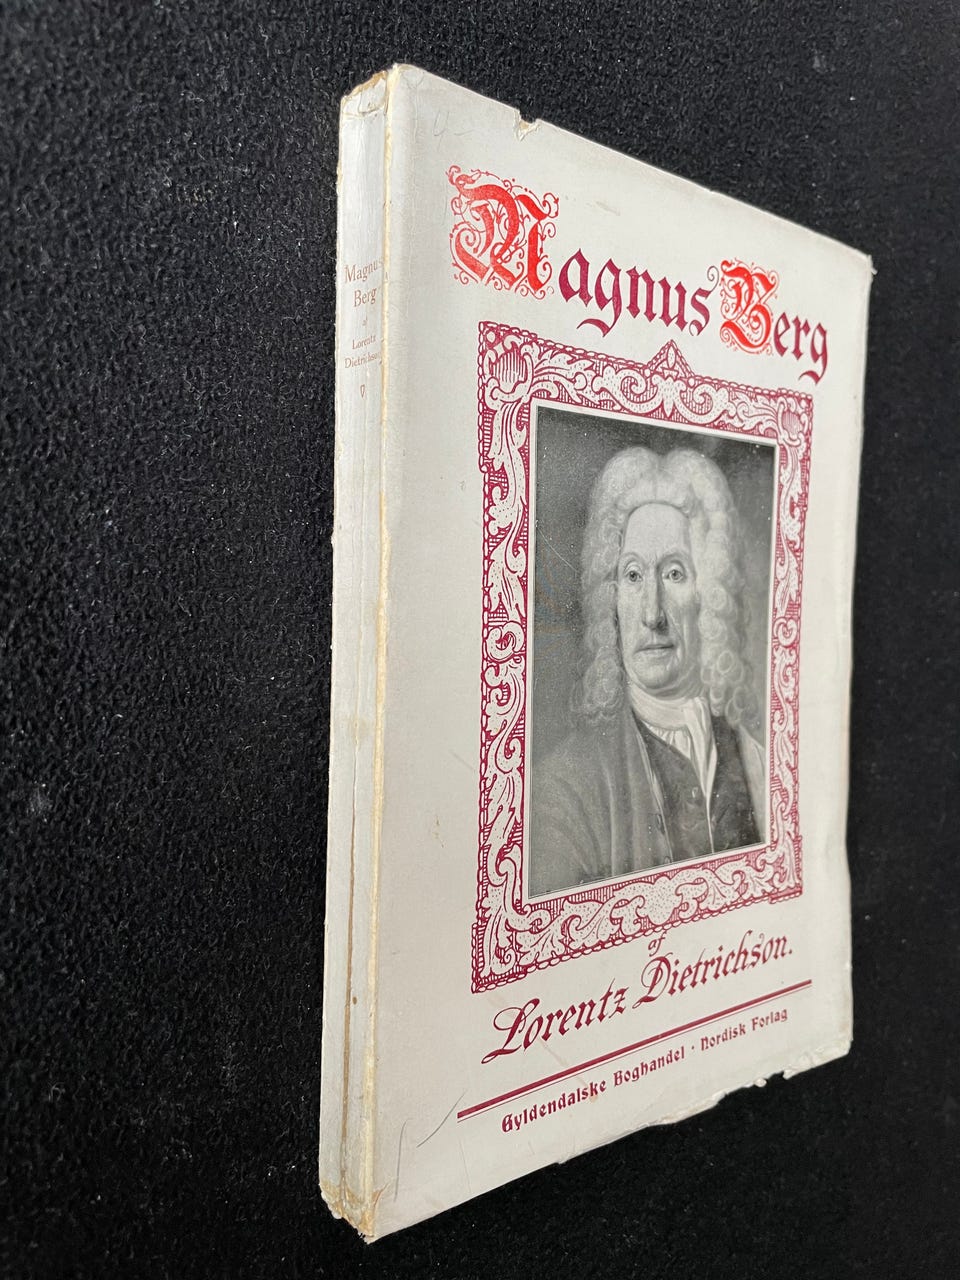 Magnus Berg
af
Lorentz Dietrichson.
Gyldendalske Boghandel · Nordisk Forlag
Magnus
Berg
af
Lorentz
Dietrichson